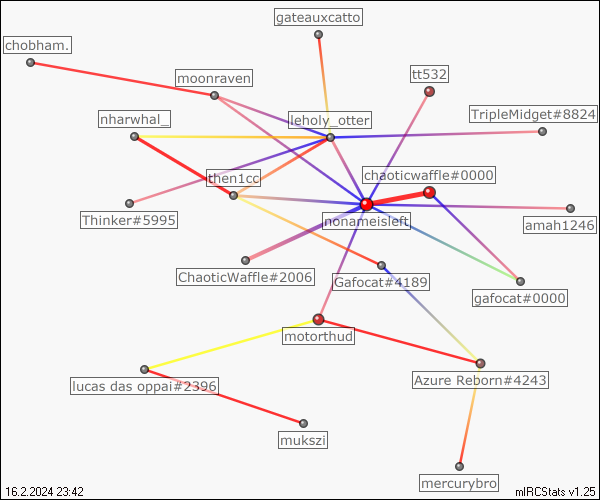 gateauxcatto
chobham.
moonraven
tt532
nharwhal_
leholy_otter
TripleMidget#8824
then1cc
chaoticwaffle#0000
Thinker#5995
nonameisleft
amah1246
ChaoticWaffle#2006
Gafocat#4189
gafocat#0000
motorthud
lucas das oppai#2396
Azure Reborn#4243
mukszi
mercurybro
16.2.2024 23:42
mIRCStats v1.25